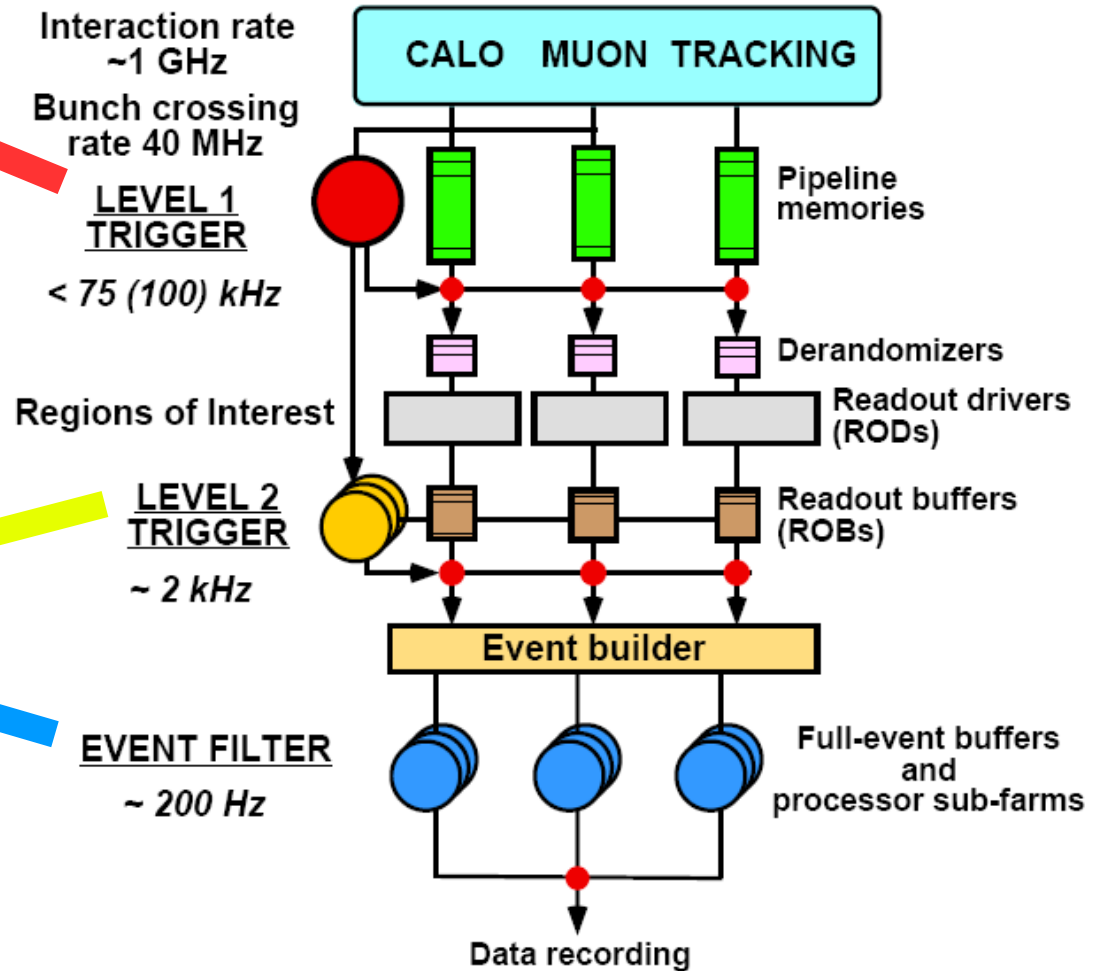 Interaction rate
~1 GHz
Bunch crossing
rate 40 MHz
CALO MUON TRACKING
LEVEL 1
TRIGGER
< 75 (100) kHz
Pipeline
memories
Derandomizers
Regions of Interest
Readout drivers
(RODs)
LEVEL 2
TRIGGER
~ 2 kHz
Readout buffers
(ROBs)
Event builder
EVENT FILTER
~ 200 Hz
Full-event buffers
and
processor sub-farms
Data recording